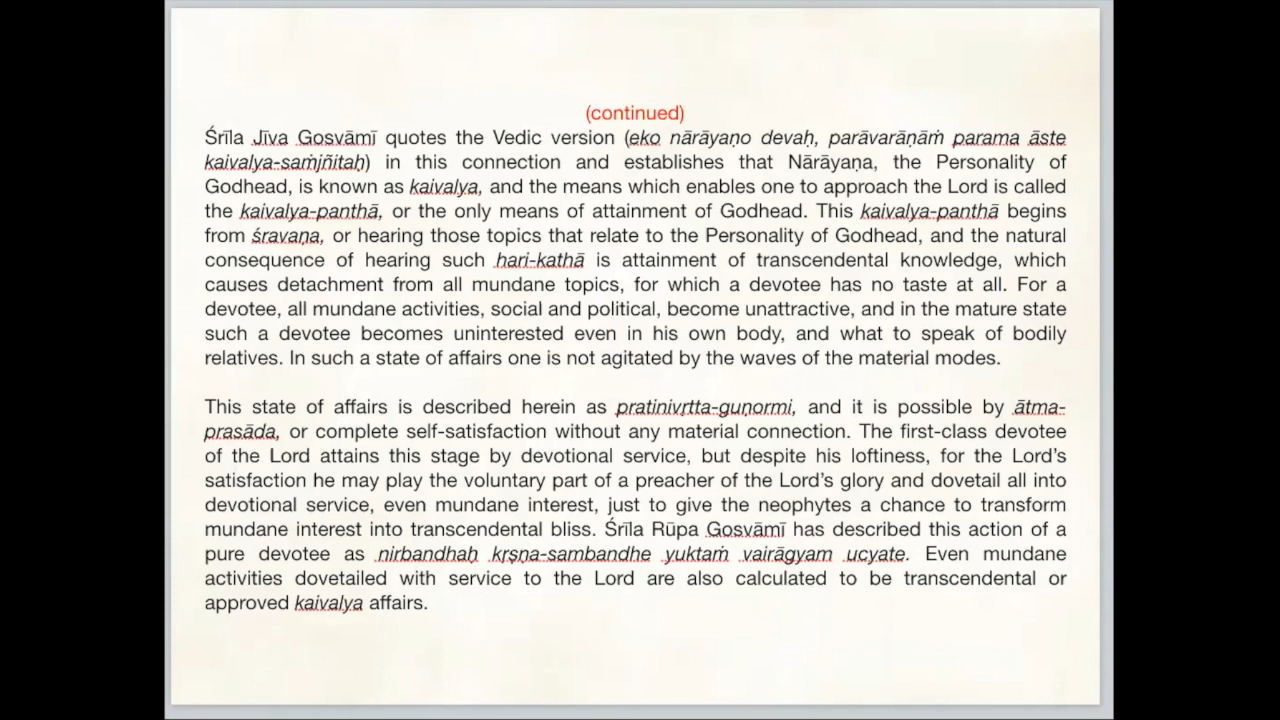 (continued)
Śrīla Jīva Gosvāmī quotes the Vedic version (eko nārāyaṇo devaḥ, parāvarāṇāṁ parama āste
kaivalya-saṁjñitaḥ) in this connection and establishes that Nārāyaṇa, the Personality of
Godhead, is known as kaivalya, and the means which enables one to approach the Lord is called
the kaivalya-panthā, or the only means of attainment of Godhead. This kaivalya-panthā begins
from śravaṇa, or hearing those topics that relate to the Personality of Godhead, and the natural
consequence of hearing such hari-kathā is attainment of transcendental knowledge, which
causes detachment from all mundane topics, for which a devotee has no taste at all. For a
devotee, all mundane activities, social and political, become unattractive, and in the mature state
such a devotee becomes uninterested even in his own body, and what to speak of bodily
relatives. In such a state of affairs one is not agitated by the waves of the material modes.
This state of affairs is described herein as pratinivṛtta-guṇormi, and it is possible by ātma-
prasāda, or complete self-satisfaction without any material connection. The first-class devotee
of the Lord attains this stage by devotional service, but despite his loftiness, for the Lord’s
satisfaction he may play the voluntary part of a preacher of the Lord’s glory and dovetail all into
devotional service, even mundane interest, just to give the neophytes a chance to transform
mundane interest into transcendental bliss. Śrīla Rūpa Gosvāmī has described this action of a
pure devotee as nirbandhaḥ kṛṣṇa-sambandhe yuktaṁ vairāgyam ucyate. Even mundane
activities dovetailed with service to the Lord are also calculated to be transcendental or
approved kaivalya affairs.